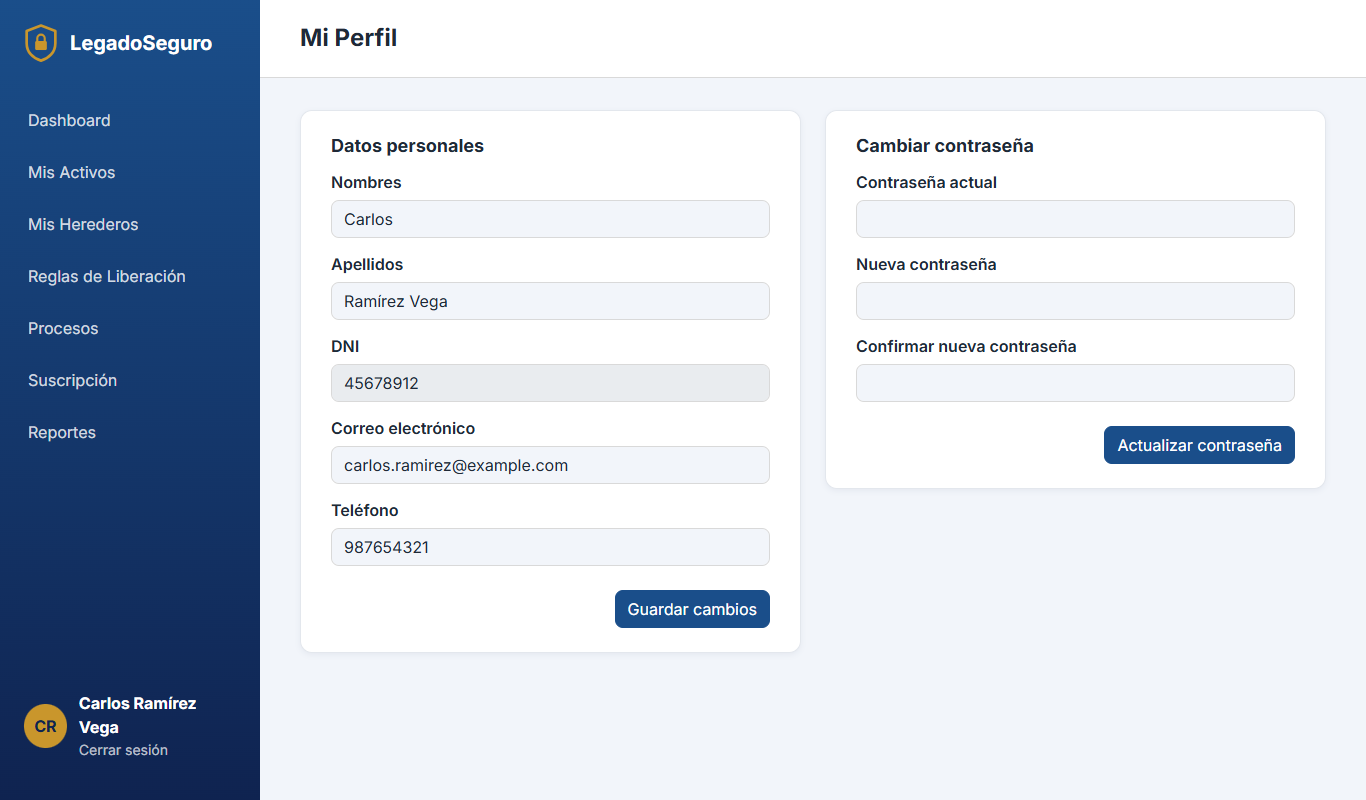 LegadoSeguro
Dashboard
Mis Activos
Mis Herederos
Reglas de Liberación
Procesos
Suscripción
Reportes
CR
Carlos Ramírez
Vega
Cerrar sesión
Mi Perfil
Datos personales
Nombres
Carlos
Apellidos
Ramírez Vega
DNI
45678912
Correo electrónico
carlos.ramirez@example.com
Teléfono
987654321
Guardar cambios
Cambiar contraseña
Contraseña actual
Nueva contraseña
Confirmar nueva contraseña
Actualizar contraseña